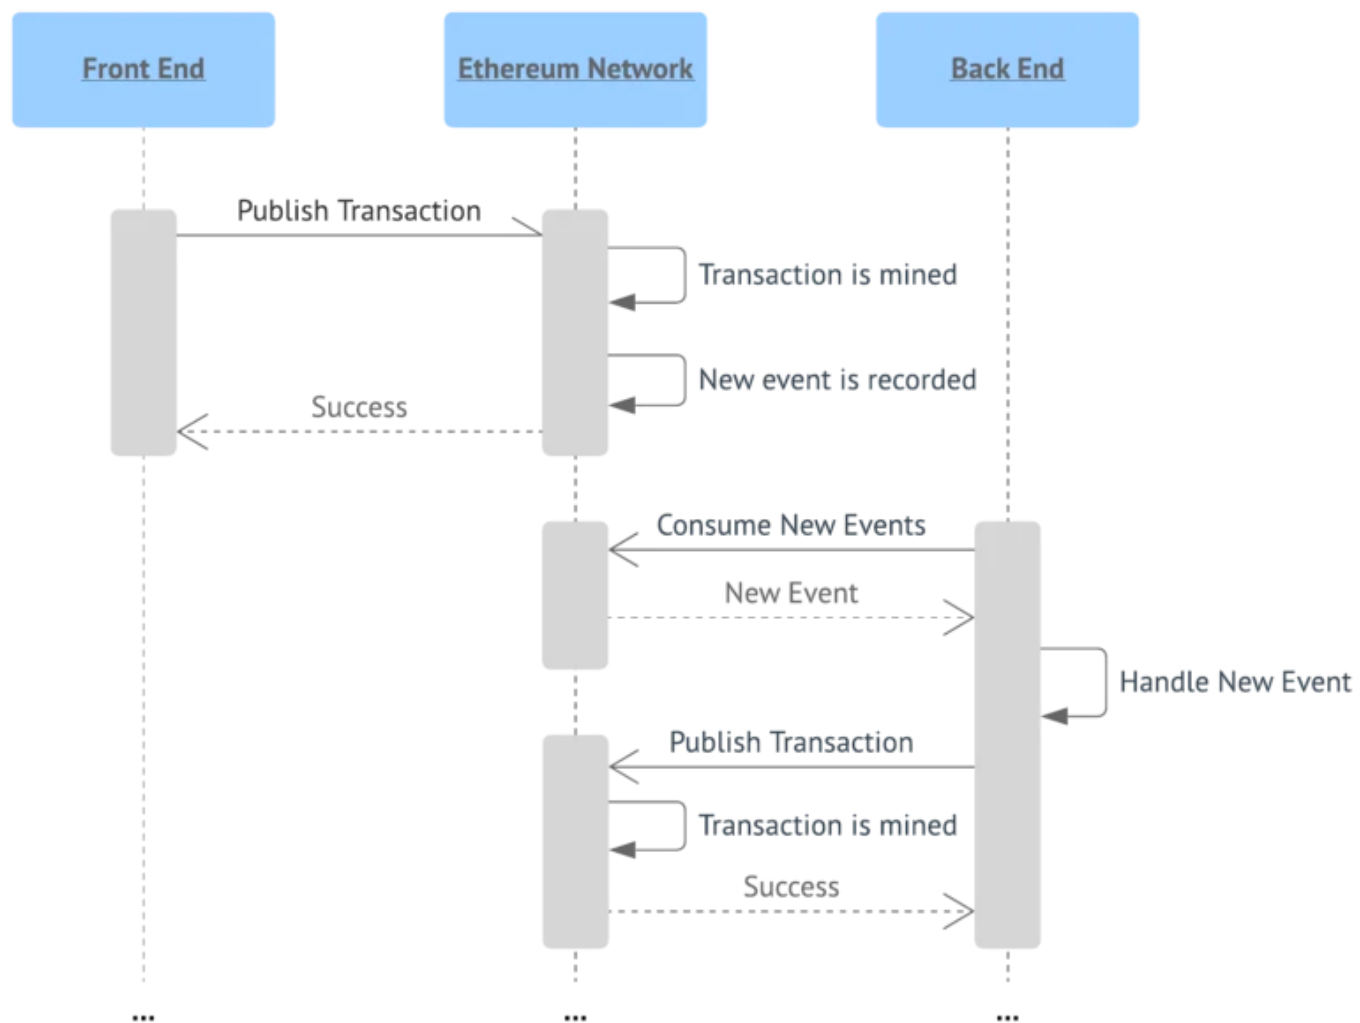 Front End
Ethereum Network
Back End
Publish Transaction
Transaction is mined
New event is recorded
Success
Consume New Events
New Event
Handle New Event
Publish Transaction
Transaction is mined
Success
... ... ...